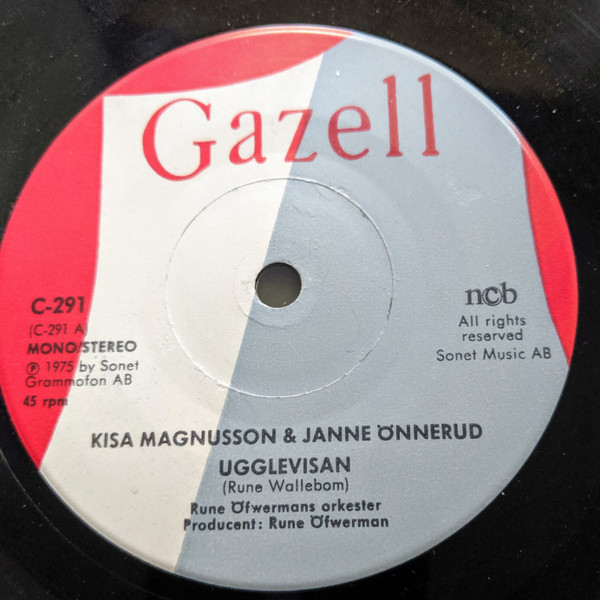 Gazell
C-291
(C-291 A)
MONO/STEREO
℗ 1975 by Sonet
Grammofon AB
45 rpm
ncb
All rights
reserved
Sonet Music AB
KISA MAGNUSSON & JANNE ÖNNERUD
UGGLEVISAN
(Rune Wallebom)
Rune Öfwermans orkester
Producent: Rune Öfwerman